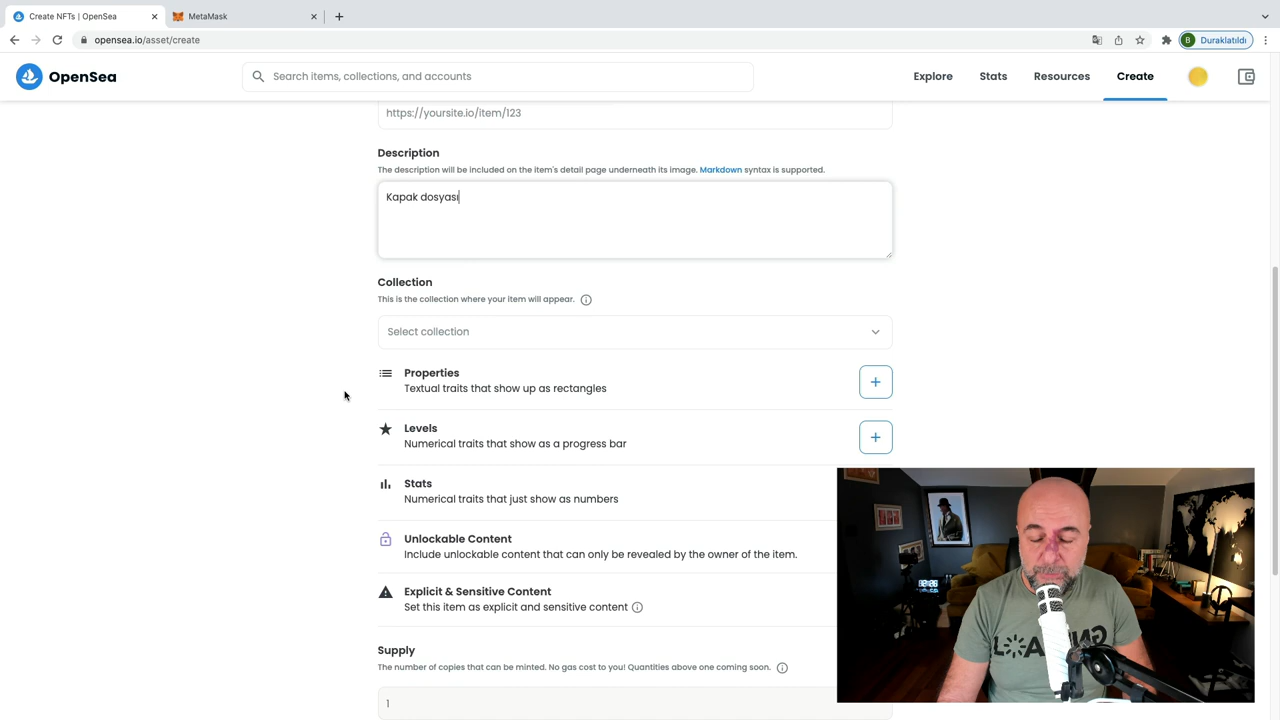 Create NFTs | OpenSea
MetaMask
opensea.io/asset/create
B Duraklatıldı
OpenSea
Search items, collections, and accounts
Explore
Stats
Resources
Create
https://yoursite.io/item/123
Description
The description will be included on the item's detail page underneath its image. Markdown syntax is supported.
Kapak dosyası
Collection
This is the collection where your item will appear.
Select collection
Properties
Textual traits that show up as rectangles
Levels
Numerical traits that show as a progress bar
Stats
Numerical traits that just show as numbers
Unlockable Content
Include unlockable content that can only be revealed by the owner of the item.
Explicit & Sensitive Content
Set this item as explicit and sensitive content
Supply
The number of copies that can be minted. No gas cost to you! Quantities above one coming soon.
1